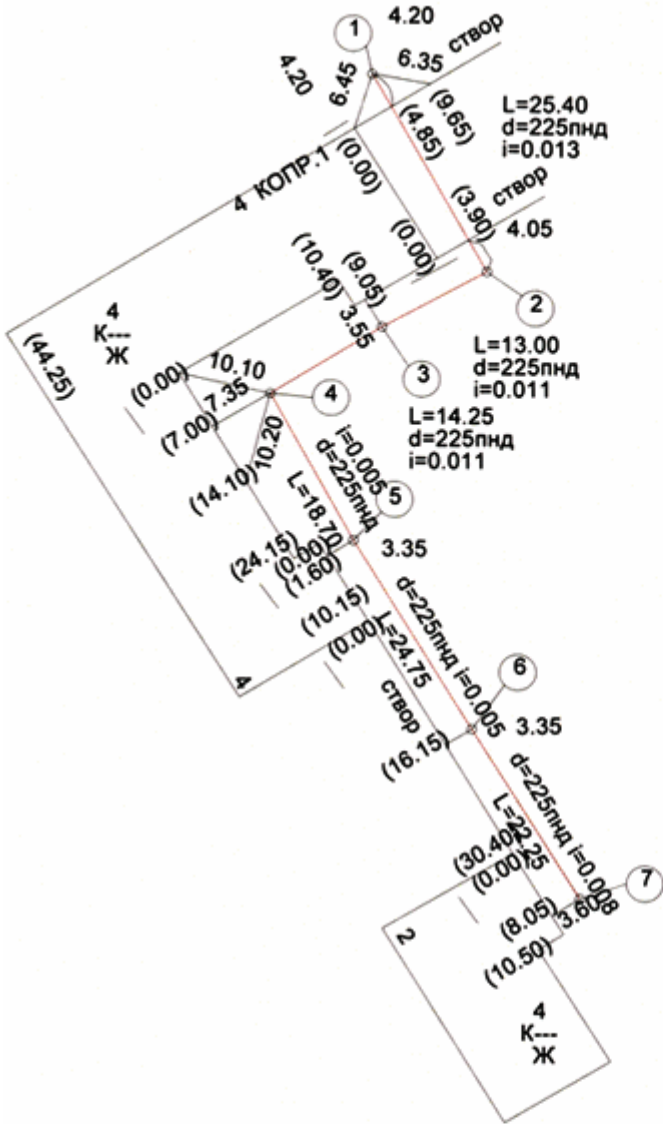 1
4.20
створ
4.20
6.45
6.35
(9.65)
(4.85)
L=25.40
d=225пнд
i=0.013
(0.00)
4 КОПР.1
створ
(3.90)
4.05
(0.00)
2
(10.40)
(9.05)
3.55
3
L=13.00
d=225пнд
i=0.011
4
К---
Ж
(44.25)
(0.00)
10.10
7.35
(7.00)
4
L=14.25
d=225пнд
i=0.011
10.20
(14.10)
i=0.005
d=225пнд
L=18.70
5
3.35
(24.15)
(0.00)
(1.60)
(10.15)
(0.00)
4
d=225пнд i=0.005
L=24.75
створ
6
3.35
(16.15)
d=225пнд i=0.008
L=22.25
(30.40)
(0.00)
7
(8.05)
3.60
(10.50)
2
4
К---
Ж